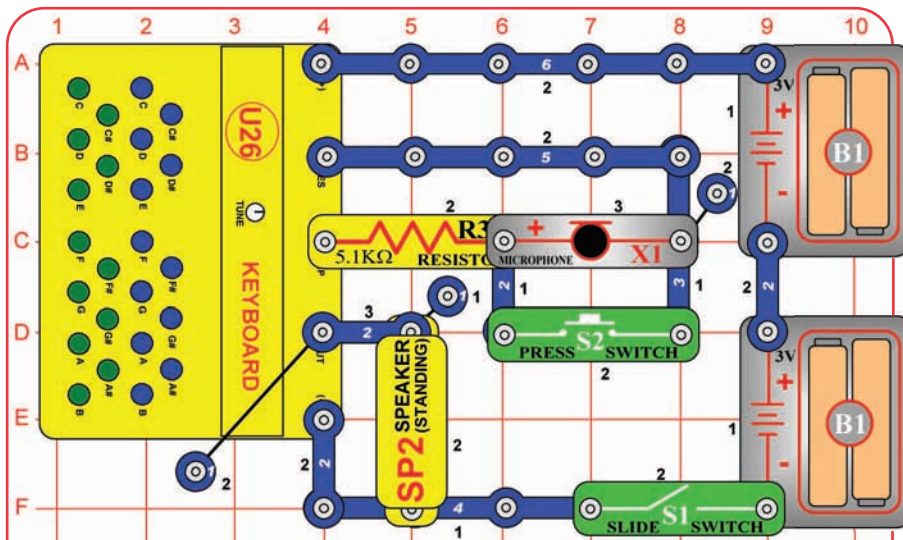 1 2 3 4 5 6 7 8 9 10
A
B
C
D
E
F
U26
KEYBOARD
TUNE
C
C#
D
D#
E
F
F#
G
G#
A
A#
B
C
C#
D
D#
E
F
F#
G
G#
A
A#
B
6
2
2
5
3V
+
-
B1
1
2
1
2
R3
5.1KΩ
RESISTO
3
+
MICROPHONE
X1
2
1
3
1
2
2
1
1
3
2
S2
PRESS SWITCH
2
SP2 SPEAKER
(STANDING)
2
1
2
2
2
4
1
2
S1
SLIDE SWITCH
3V
+
-
B1
1